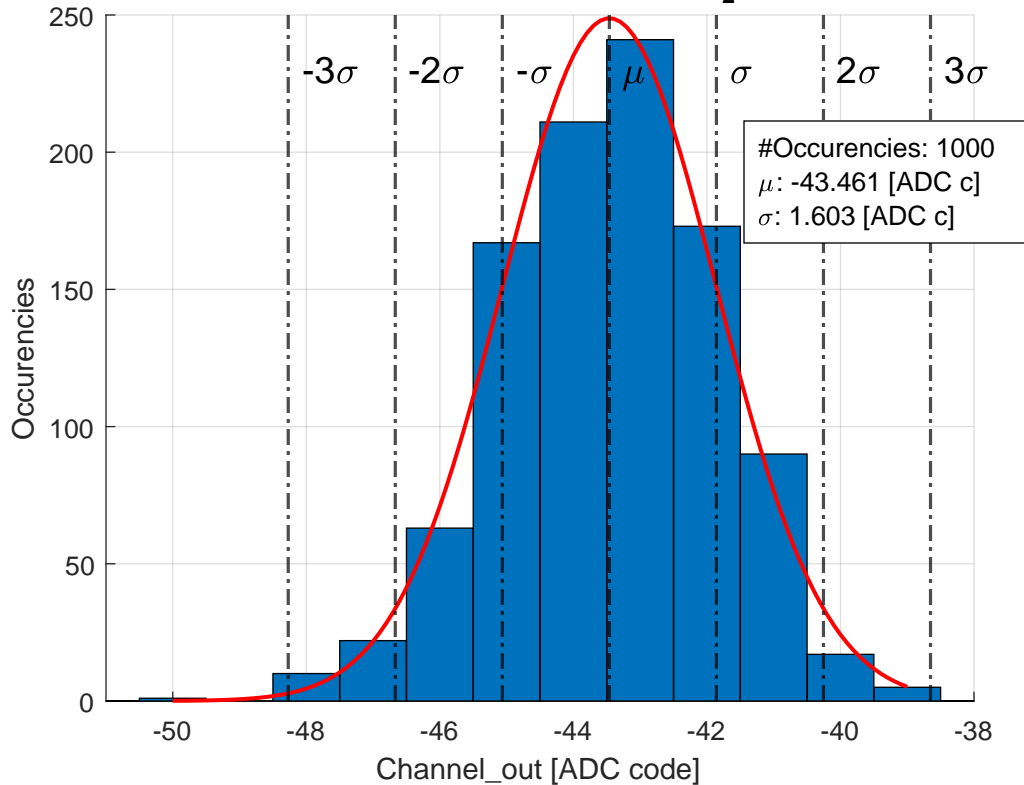 2
250
200
150
100
50
0
-3σ -2σ -σ μ σ 2σ 3σ
#Occurencies: 1000
μ: -43.461 [ADC c]
σ: 1.603 [ADC c]
Occurencies
-50 -48 -46 -44 -42 -40 -38
Channel_out [ADC code]